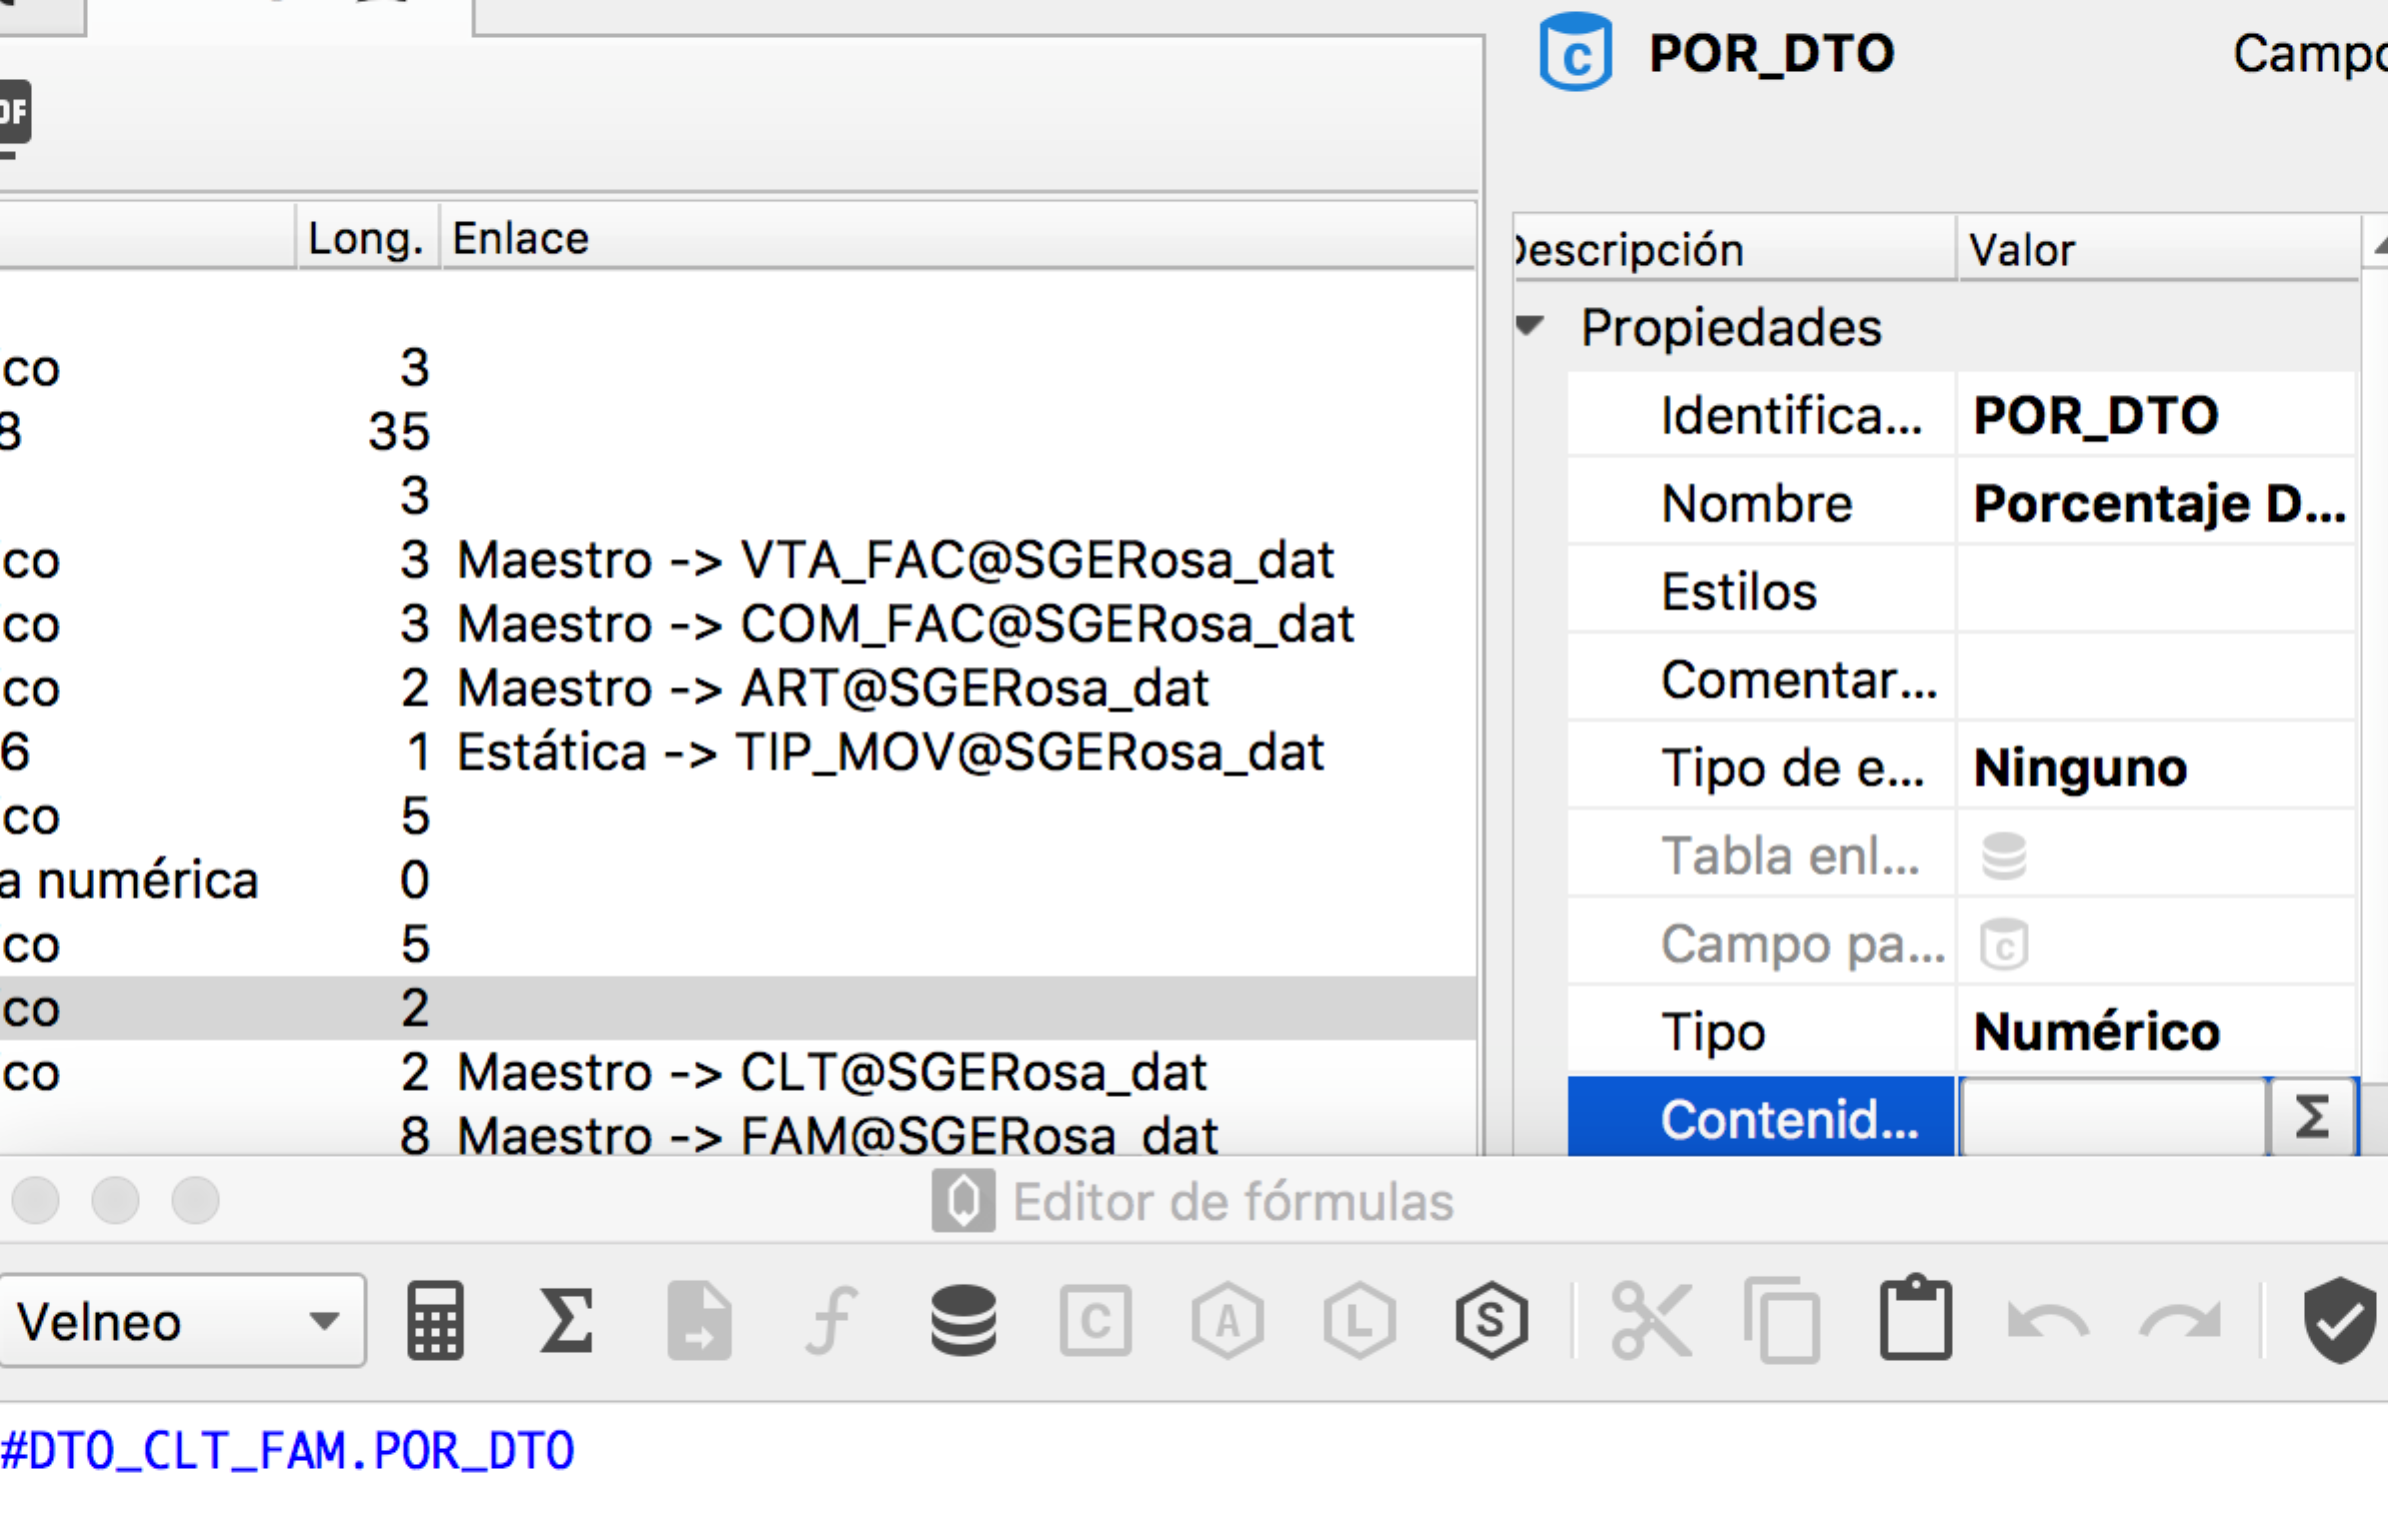 POR_DTO
Long. Enlace
Descripción Valor
Propiedades
co 3
8 35
3
co 3 Maestro -> VTA_FAC@SGERosa_dat
co 3 Maestro -> COM_FAC@SGERosa_dat
co 2 Maestro -> ART@SGERosa_dat
6 1 Estática -> TIP_MOV@SGERosa_dat
co 5
a numérica 0
co 5
co 2
co 2 Maestro -> CLT@SGERosa_dat
8 Maestro -> FAM@SGERosa_dat
Identifica... POR_DTO
Nombre Porcentaje D...
Estilos
Comentar...
Tipo de e... Ninguno
Tabla enl...
Campo pa...
Tipo Numérico
Contenid... Σ
Editor de fórmulas
Velneo
#DTO_CLT_FAM.POR_DTO